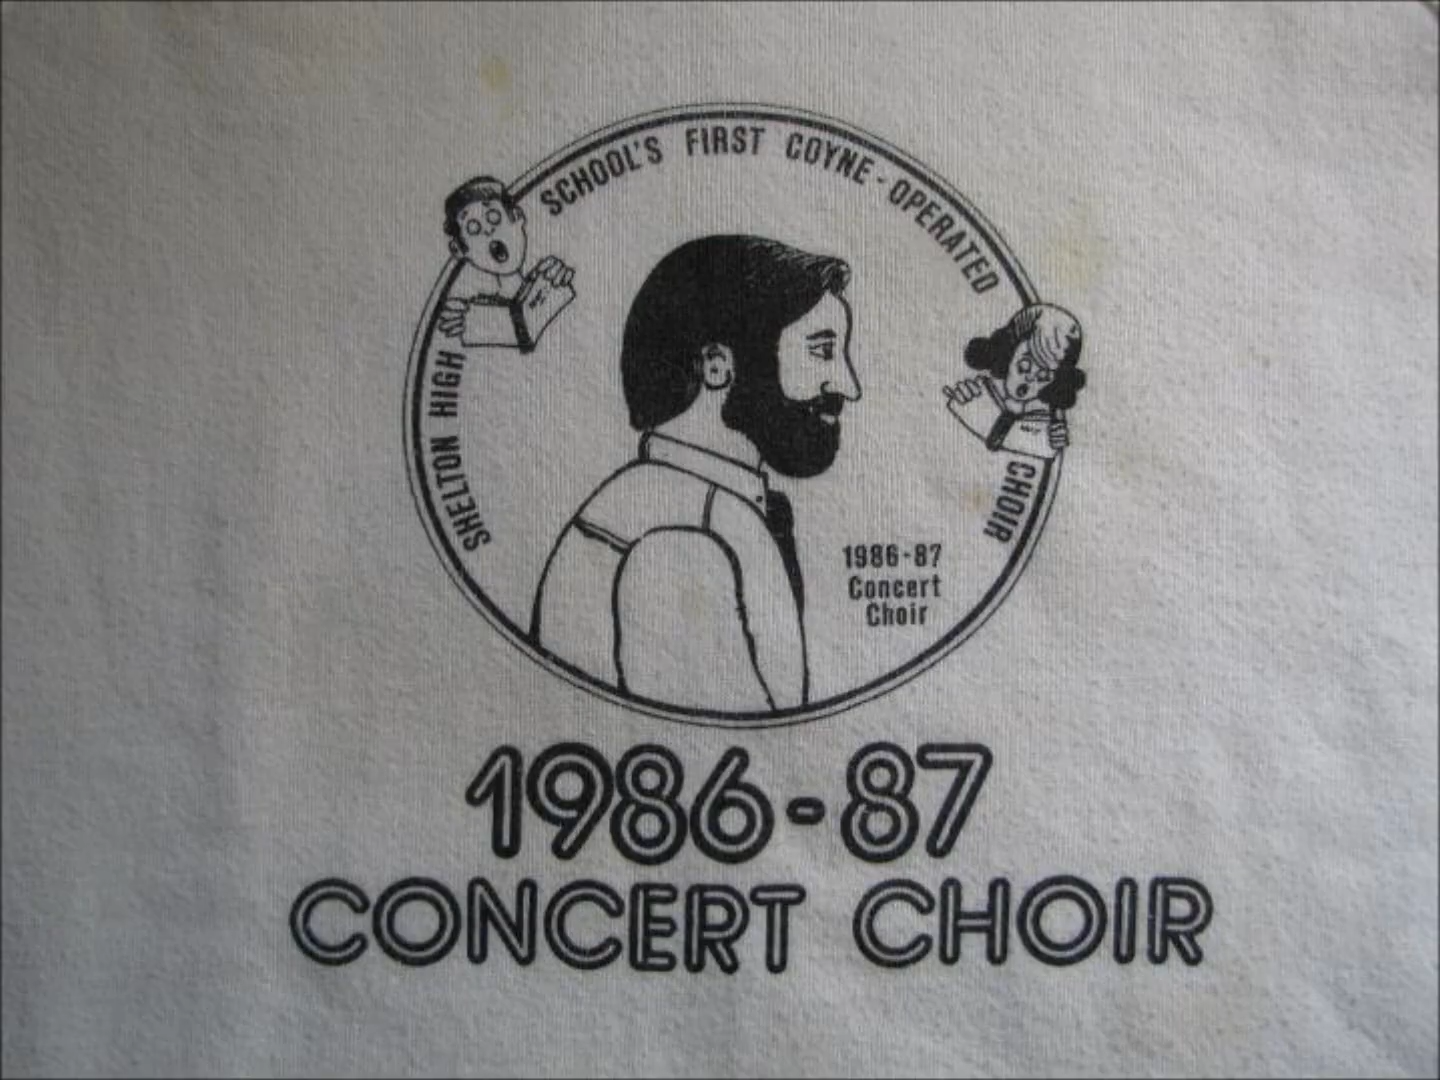 SHELTON HIGH SCHOOL'S FIRST COYNE-OPERATED CHOIR
1986-87
Concert
Choir
1986-87
CONCERT CHOIR